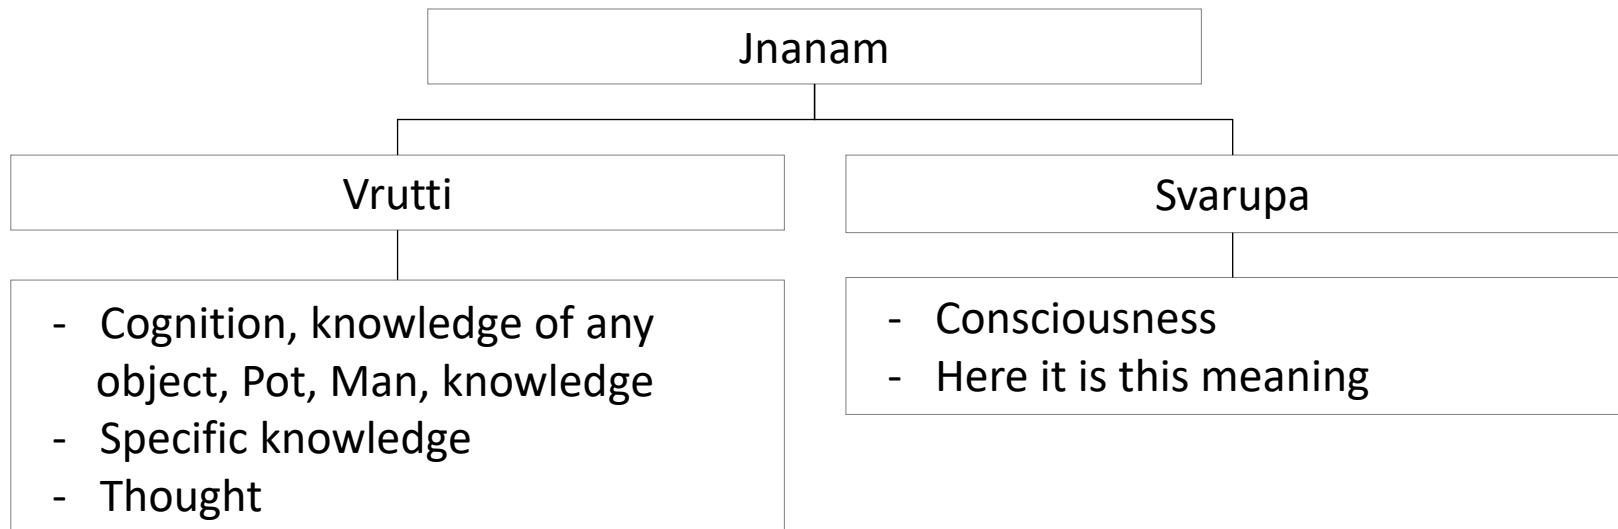 Jnanam
Vrutti
- Cognition, knowledge of any
object, Pot, Man, knowledge
- Specific knowledge
- Thought
Svarupa
- Consciousness
- Here it is this meaning